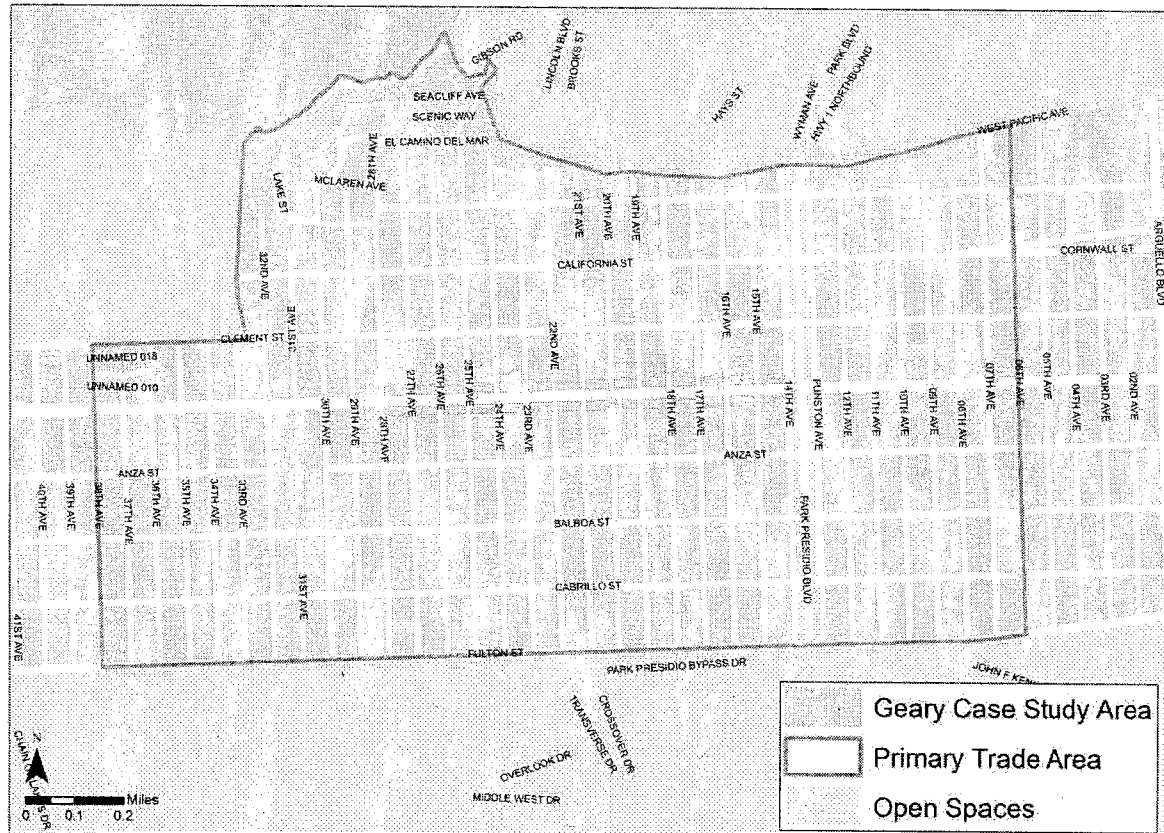 GIBSON RD
LINCOLN BLVD
BROOKS ST
HAYS ST
WYMAN AVE
PARK BLVD
HWY 1 NORTHBOUND
WEST PACIFIC AVE
SEACLIFF AVE
SCENIC WAY
EL CAMINO DEL MAR
28TH AVE
MCLAREN AVE
LAKE ST
21ST AVE
20TH AVE
19TH AVE
CORNWALL ST
ARGUELLO BLVD
CALIFORNIA ST
32ND AVE
16TH AVE
15TH AVE
CLEMENT ST
22ND AVE
UNNAMED 018
UNNAMED 010
27TH AVE
26TH AVE
25TH AVE
24TH AVE
23RD AVE
30TH AVE
29TH AVE
28TH AVE
18TH AVE
17TH AVE
14TH AVE
FUNSTON AVE
12TH AVE
11TH AVE
10TH AVE
09TH AVE
08TH AVE
07TH AVE
06TH AVE
05TH AVE
04TH AVE
03RD AVE
02ND AVE
ANZA ST
ANZA ST
40TH AVE
39TH AVE
38TH AVE
37TH AVE
36TH AVE
35TH AVE
34TH AVE
33RD AVE
BALBOA ST
PARK PRESIDIO BLVD
CABRILLO ST
31ST AVE
41ST AVE
FULTON ST
PARK PRESIDIO BYPASS DR
JOHN F
CROSSOVER DR
TRANSVERSE DR
OVERLOOK DR
MIDDLE WEST DR
Z
Miles
0 0.1 0.2
Geary Case Study Area
Primary Trade Area
Open Spaces